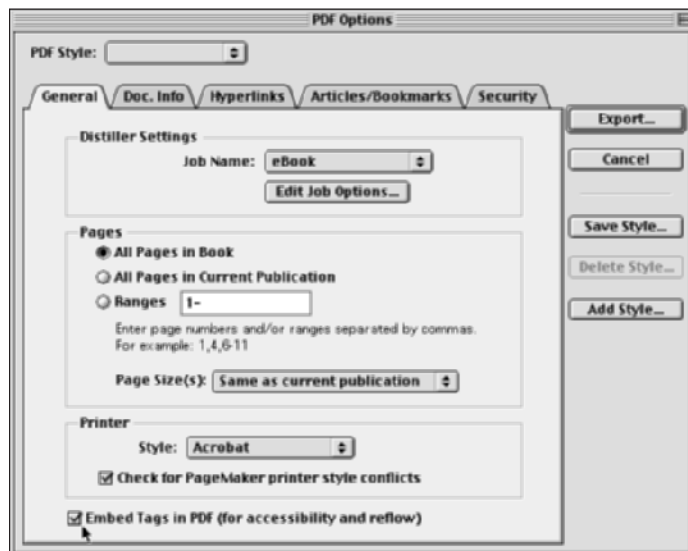 PDF Options
PDF Style:
General Doc. Info Hyperlinks Articles/Bookmarks Security
Export...
Distiller Settings
Job Name: eBook
Cancel
Edit Job Options...
Pages
Save Style...
All Pages in Book
All Pages in Current Publication
Delete Style...
Ranges 1-
Add Style...
Enter page numbers and/or ranges separated by commas.
For example: 1,4,6-11
Page Size(s): Same as current publication
Printer
Style: Acrobat
Check for PageMaker printer style conflicts
Embed Tags in PDF (for accessibility and reflow)